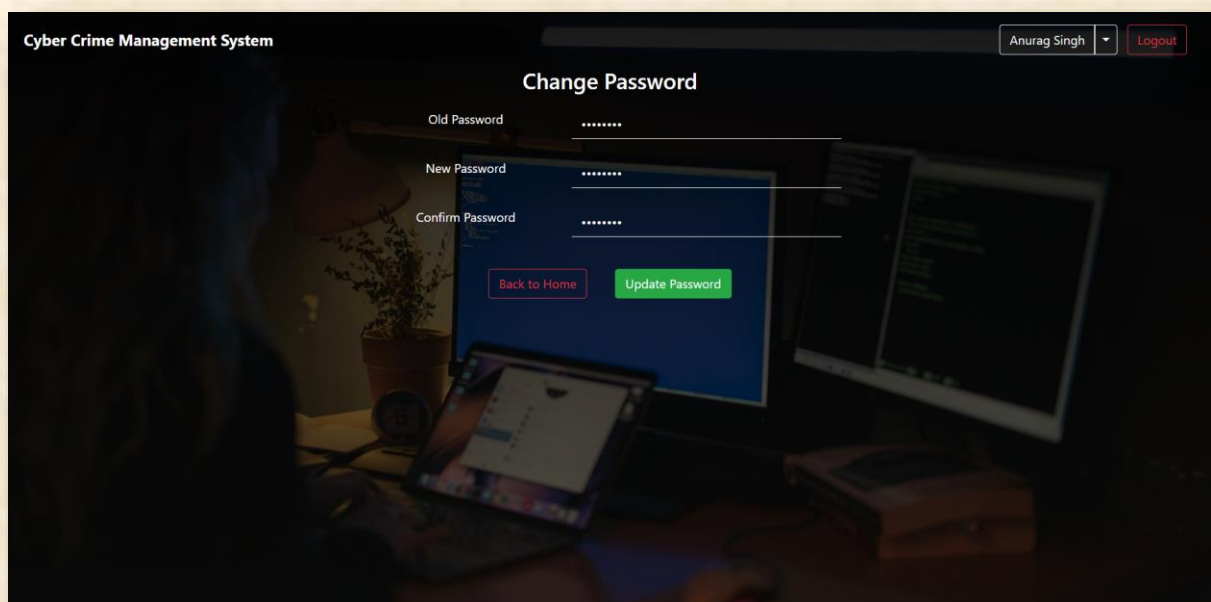 Cyber Crime Management System
Anurag Singh
Logout
Change Password
Old Password
••••••••
New Password
••••••••
Confirm Password
••••••••
Back to Home
Update Password